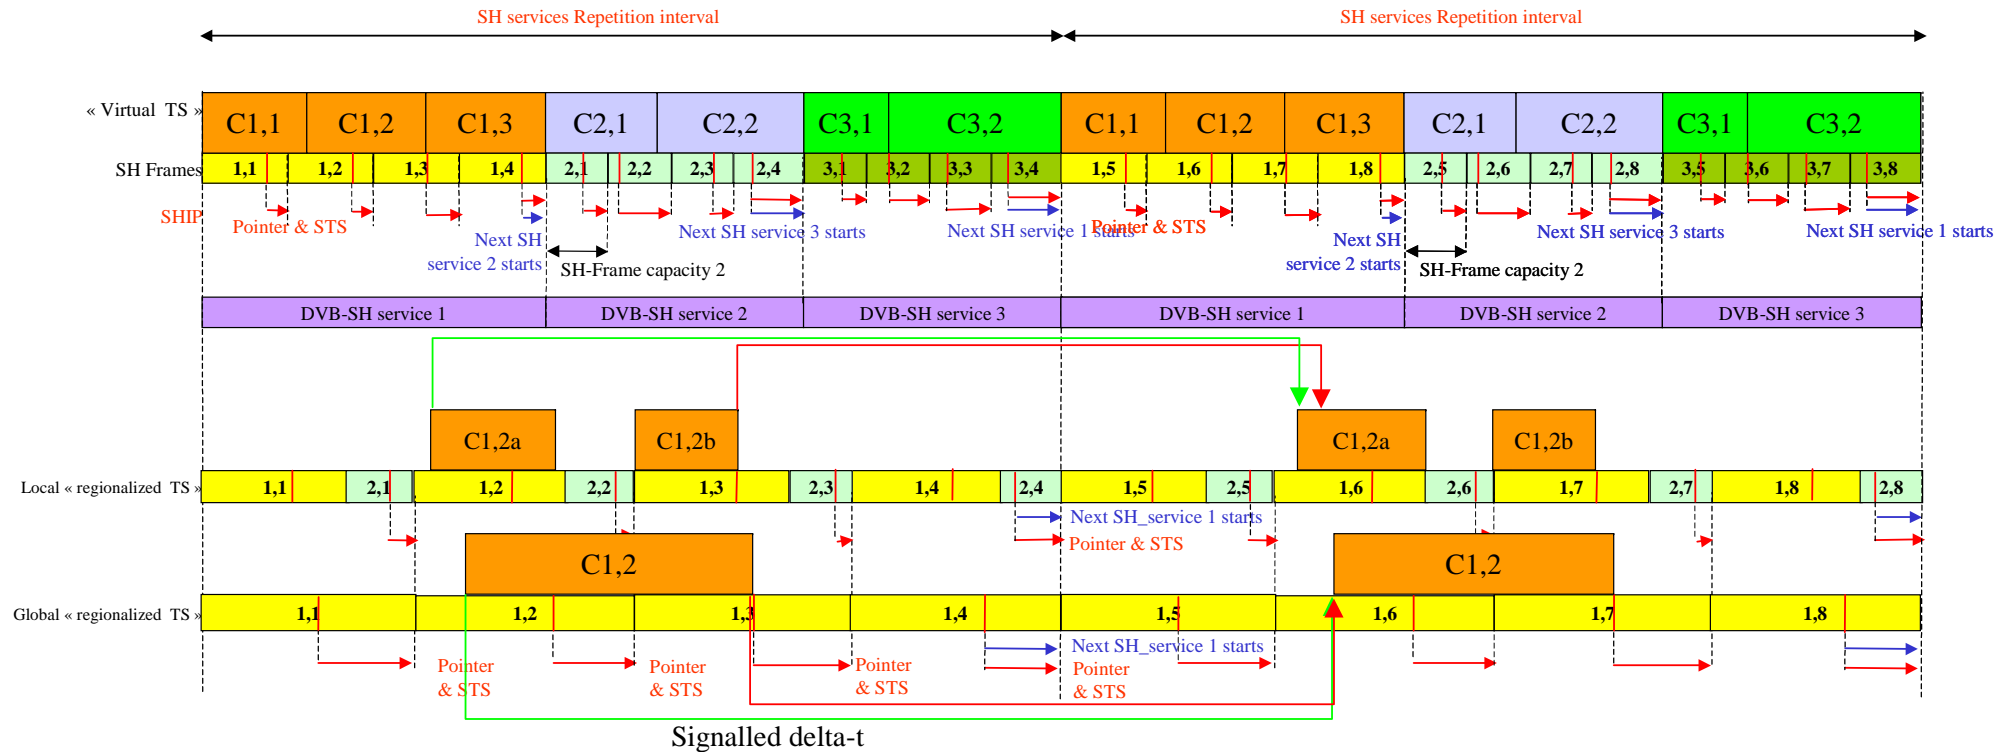 SH services Repetition interval SH services Repetition interval
« Virtual TS » C1,1 C1,2 C1,3 C2,1 C2,2 C3,1 C3,2 C1,1 C1,2 C1,3 C2,1 C2,2 C3,1 C3,2
SH Frames 1,1 1,2 1,3 1,4 2,1 2,2 2,3 2,4 3,1 3,2 3,3 3,4 1,5 1,6 1,7 1,8 2,5 2,6 2,7 2,8 3,5 3,6 3,7 3,8
SHIP Pointer & STS Next SH Next SH service 3 starts Next SH service 1 starts Pointer & STS Next SH Next SH service 3 starts Next SH service 1 starts
service 2 starts SH-Frame capacity 2 service 2 starts SH-Frame capacity 2
DVB-SH service 1 DVB-SH service 2 DVB-SH service 3 DVB-SH service 1 DVB-SH service 2 DVB-SH service 3
C1,2a C1,2b C1,2a C1,2b
Local « regionalized TS » 1,1 2,1 1,2 2,2 1,3 2,3 1,4 2,4 1,5 2,5 1,6 2,6 1,7 2,7 1,8 2,8
Next SH_service 1 starts
Pointer & STS
C1,2 C1,2
Global « regionalized TS » 1,1 1,2 1,3 1,4 1,5 1,6 1,7 1,8
Next SH_service 1 starts
Pointer Pointer Pointer Pointer
& STS & STS & STS & STS
Signalled delta-t